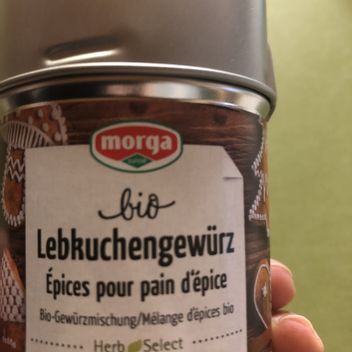 morga
bio
Lebkuchengewürz
Épices pour pain d'épice
Bio-Gewürzmischung/Mélange d'épices bio
Herb Select